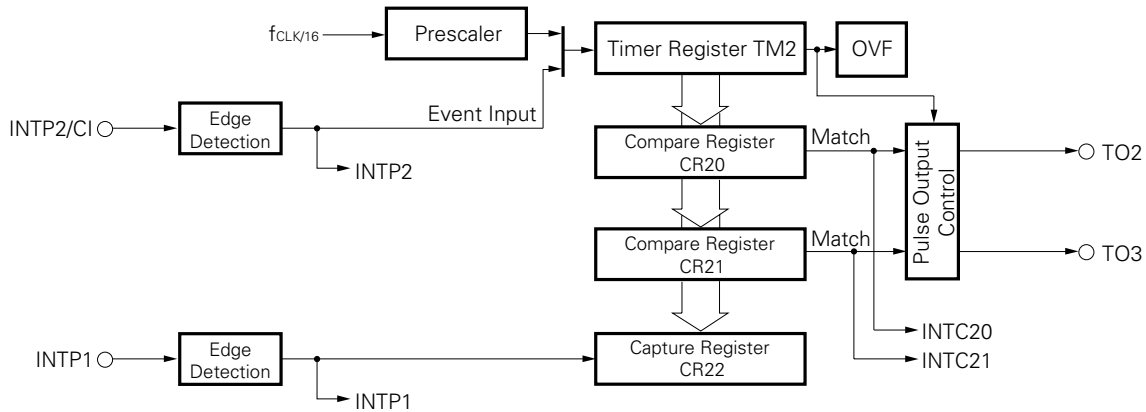 fCLK/16
Prescaler
Timer Register TM2
OVF
INTP2/CI
Edge
Detection
Event Input
INTP2
Compare Register
CR20
Match
Pulse Output
Control
TO2
Compare Register
CR21
Match
TO3
INTC20
INTC21
INTP1
Edge
Detection
INTP1
Capture Register
CR22